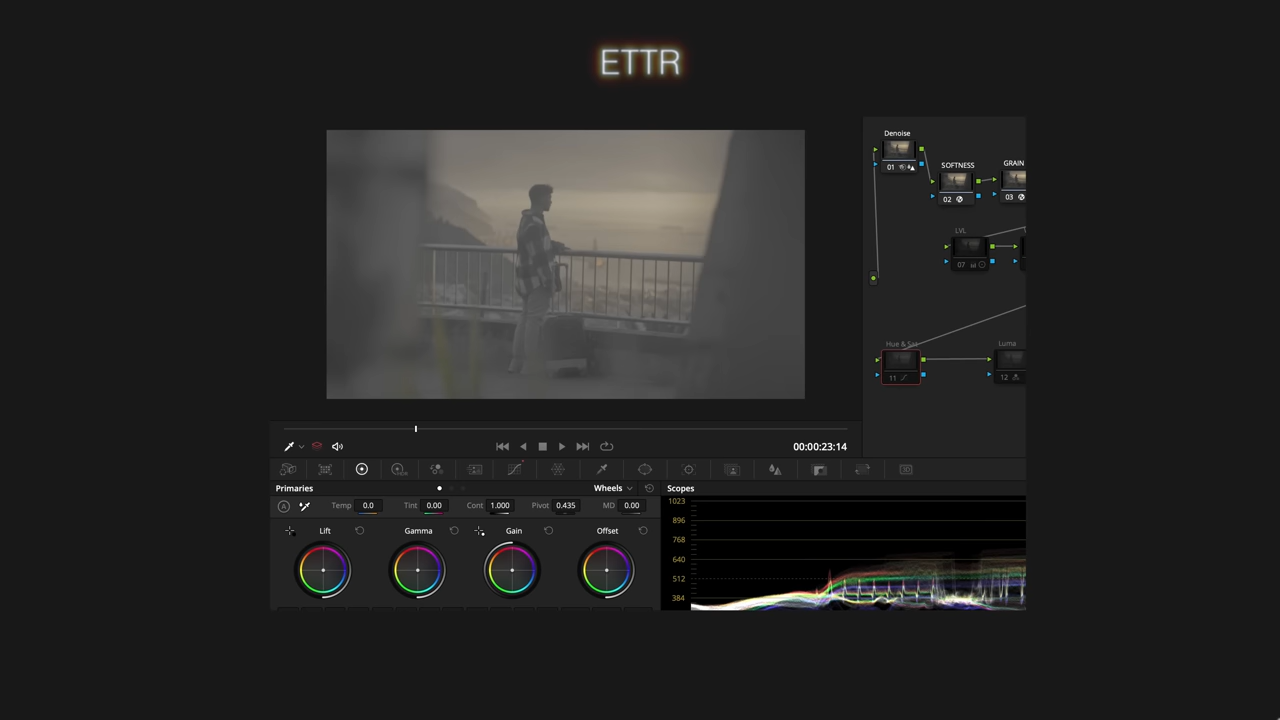 ETTR
Denoise
01
SOFTNESS
02
GRAIN
03
LVL
07
Hue & Sat
11
Luma
12
00:00:23:14
Primaries
Wheels
Scopes
A
Temp 0.0 Tint 0.00 Cont 1.000 Pivot 0.435 MD 0.00
Lift Gamma Gain Offset
1023
896
768
640
512
384
HDR
3D